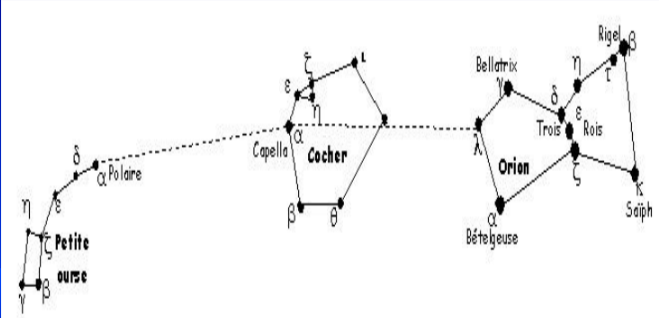 δ
α Polaire
ε
η
ζ
Petite
ourse
γ
β
ζ
ι
ε
η
α
Capella
Cocher
β
θ
Rigel
β
τ
Bellatrix
γ
η
δ
ε
Trois
Rois
λ
Orion
ζ
κ
Saïph
α
Bételgeuse